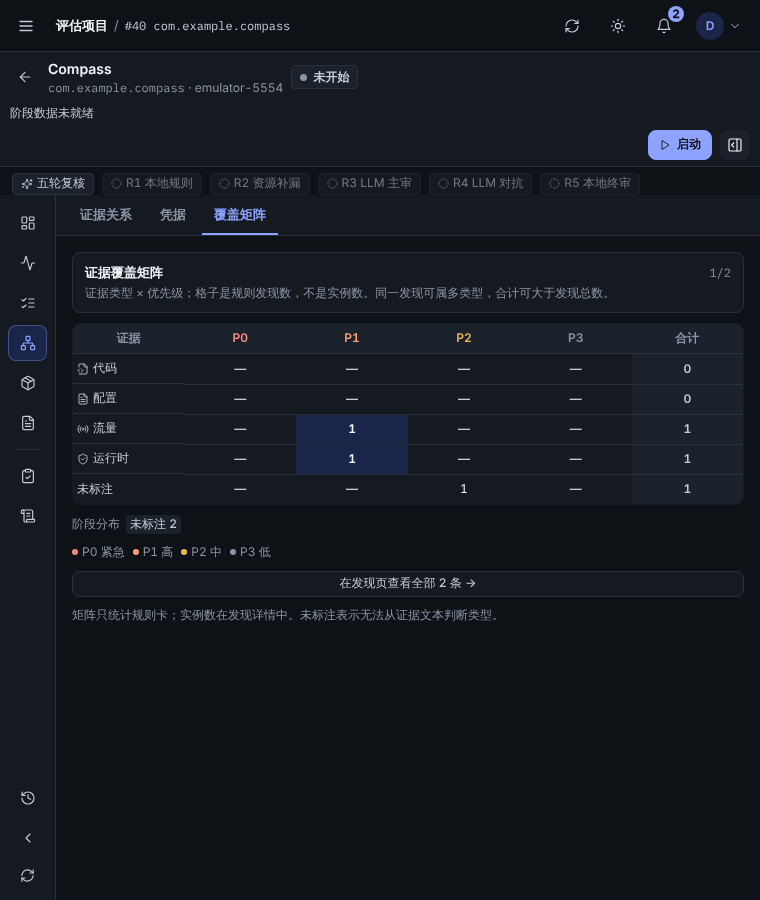 评估项目 / #40 com.example.compass
2
D
Compass
com.example.compass · emulator-5554
未开始
阶段数据未就绪
启动
五轮复核 R1 本地规则 R2 资源补漏 R3 LLM 主审 R4 LLM 对抗 R5 本地终审
证据关系 凭据 覆盖矩阵
证据覆盖矩阵 1/2
证据类型 × 优先级；格子是规则发现数，不是实例数。同一发现可属多类型，合计可大于发现总数。
证据 P0 P1 P2 P3 合计
代码 — — — — 0
配置 — — — — 0
流量 — 1 — — 1
运行时 — 1 — — 1
未标注 — — 1 — 1
阶段分布 未标注 2
P0 紧急 P1 高 P2 中 P3 低
在发现页查看全部 2 条 →
矩阵只统计规则卡；实例数在发现详情中。未标注表示无法从证据文本判断类型。